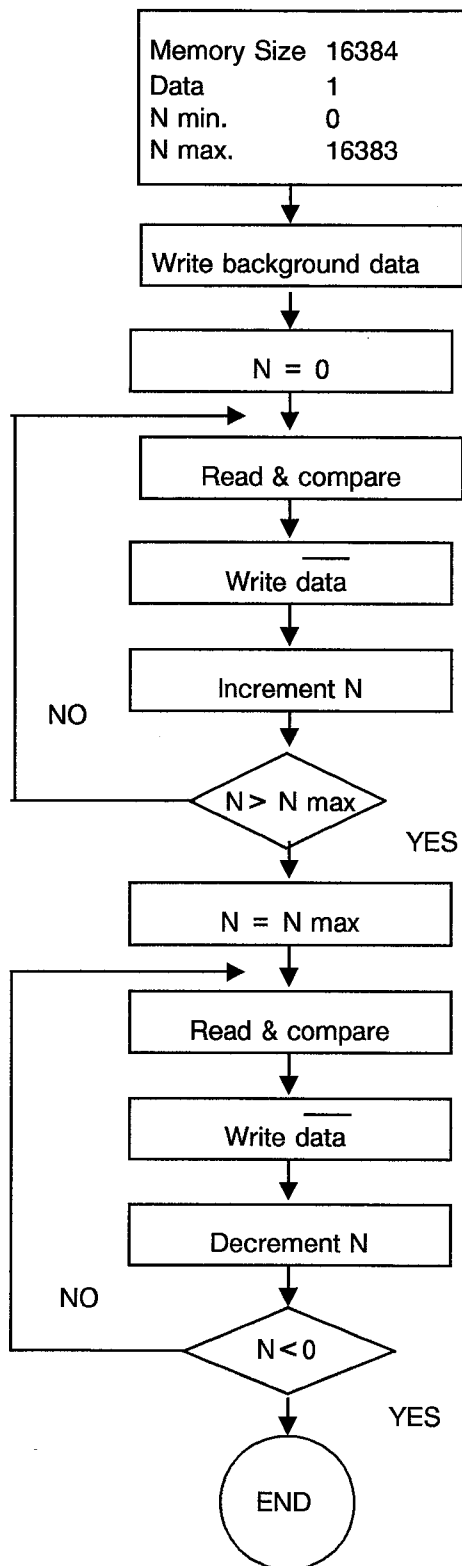 Memory Size 16384
Data 1
N min. 0
N max. 16383
Write background data
N = 0
Read & compare
Write data
Increment N
NO
N > N max
YES
N = N max
Read & compare
Write data
Decrement N
NO
N < 0
YES
END